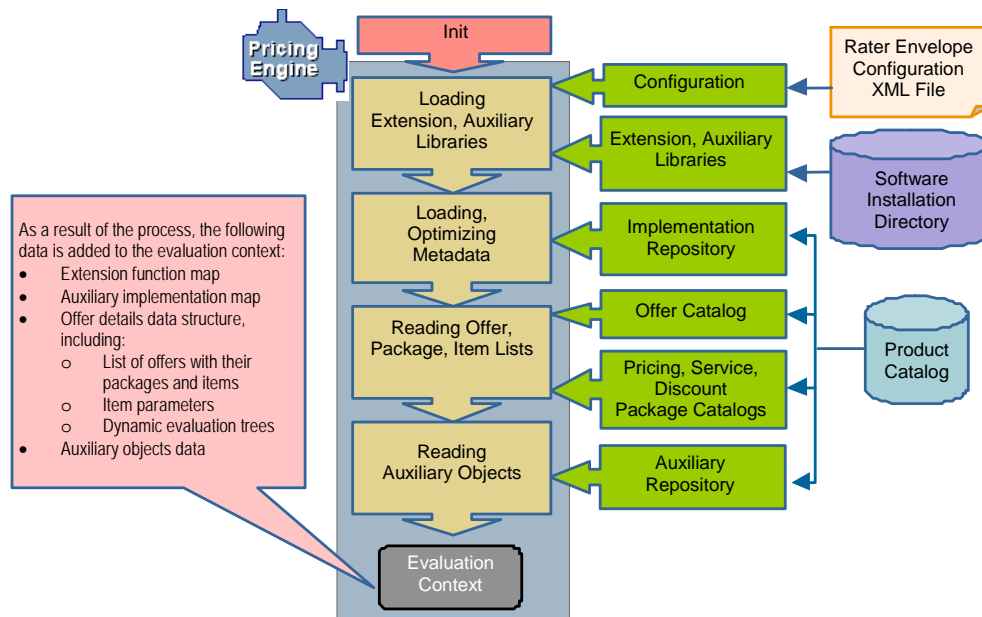 Init
Pricing
Engine
Loading
Extension, Auxiliary
Libraries
Configuration
Rater Envelope
Configuration
XML File
Extension, Auxiliary
Libraries
Software
Installation
Directory
Loading,
Optimizing
Metadata
Implementation
Repository
Reading Offer,
Package, Item Lists
Offer Catalog
Pricing, Service,
Discount
Package Catalogs
Product
Catalog
Reading
Auxiliary Objects
Auxiliary
Repository
Evaluation
Context
As a result of the process, the following
data is added to the evaluation context:
• Extension function map
• Auxiliary implementation map
• Offer details data structure,
including:
o List of offers with their
packages and items
o Item parameters
o Dynamic evaluation trees
• Auxiliary objects data